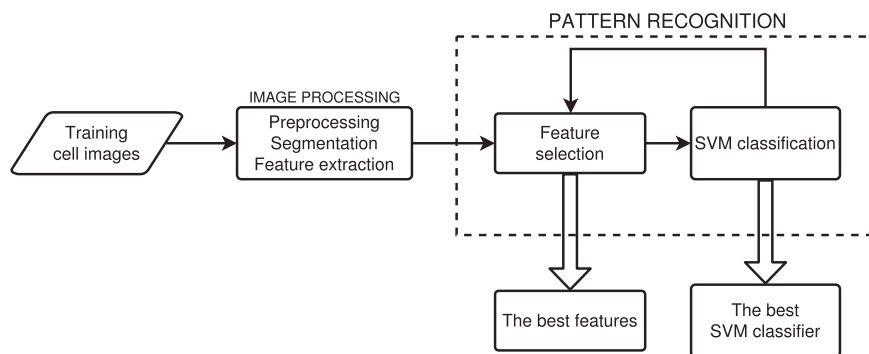 PATTERN RECOGNITION
IMAGE PROCESSING
Training
cell images
Preprocessing
Segmentation
Feature extraction
Feature
selection
SVM classification
The best features
The best
SVM classifier